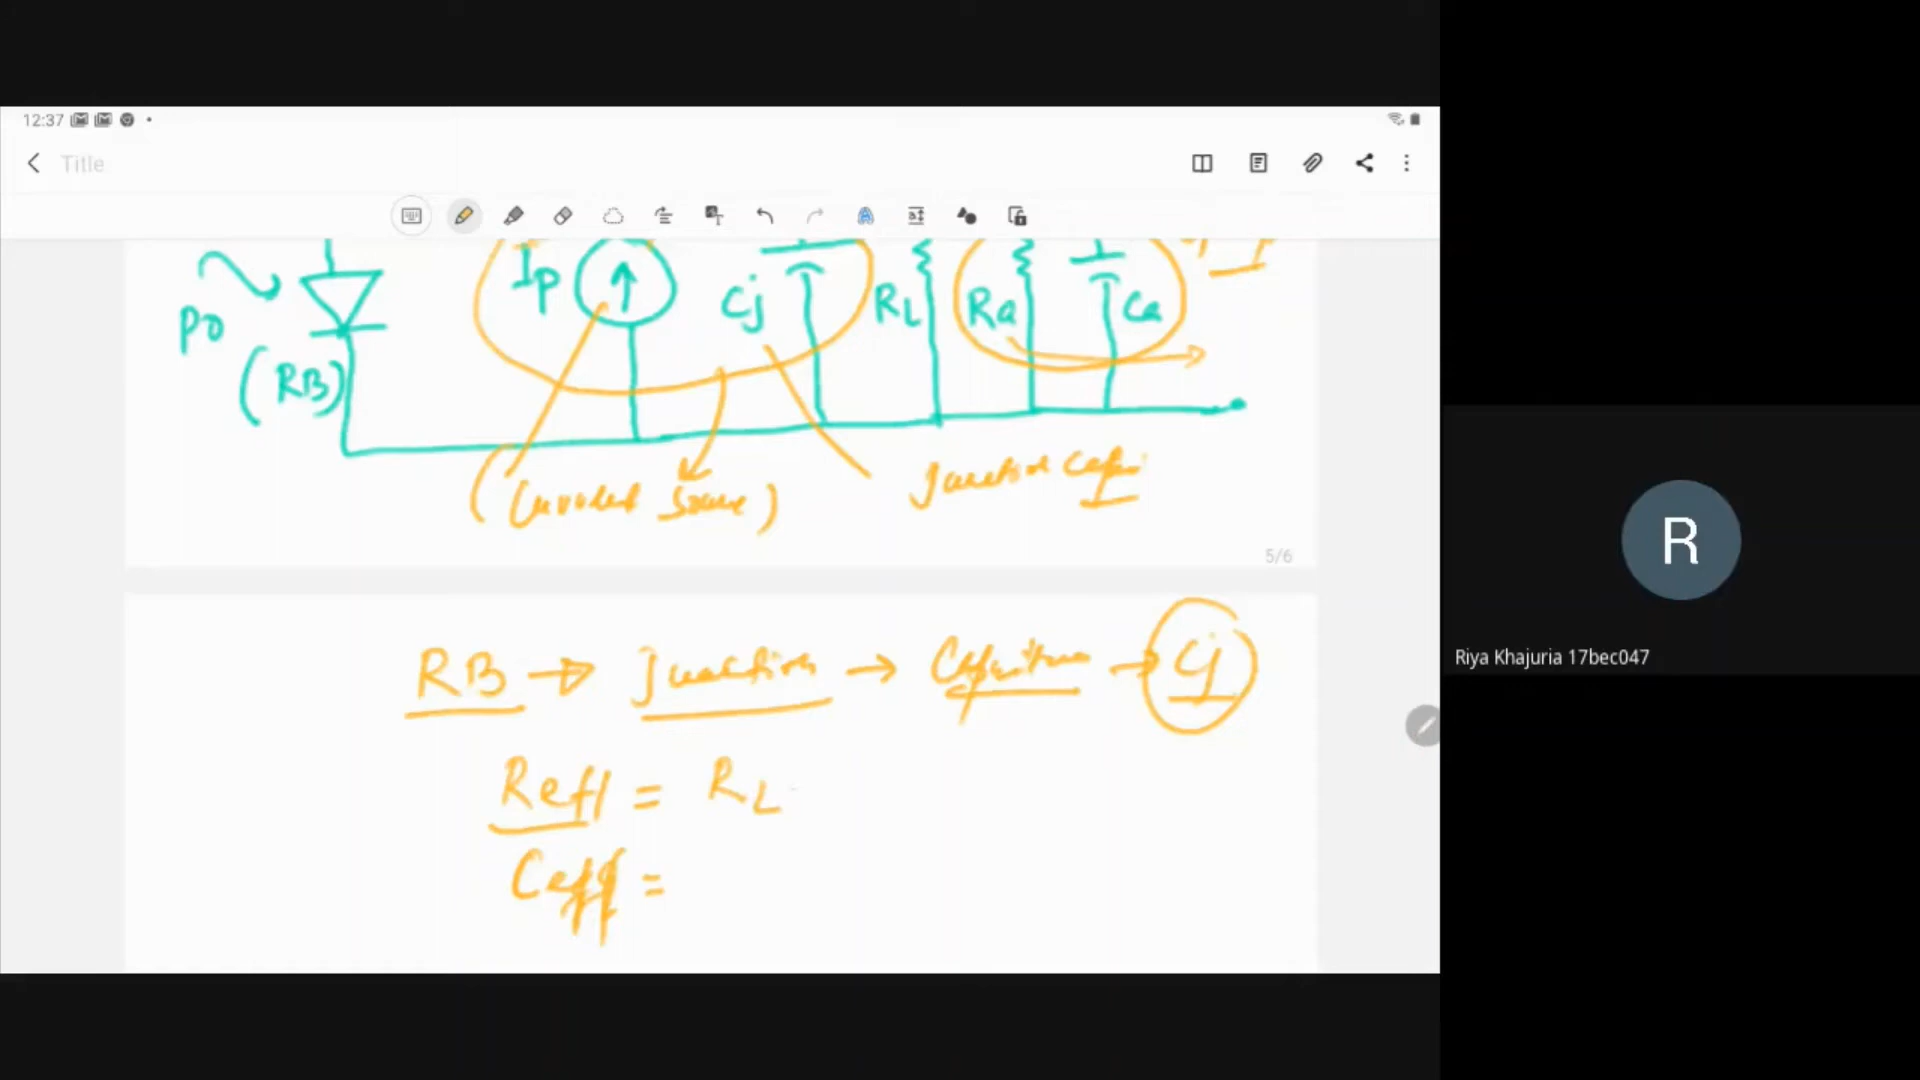 12:37
Title
Ip Cj RL Ra Ca
Po
(RB)
(Current Source) Junction Capa
5/6
RB → Junction → Capacitance → Cj
Reff = RL
Ceff =
R
Riya Khajuria 17bec047